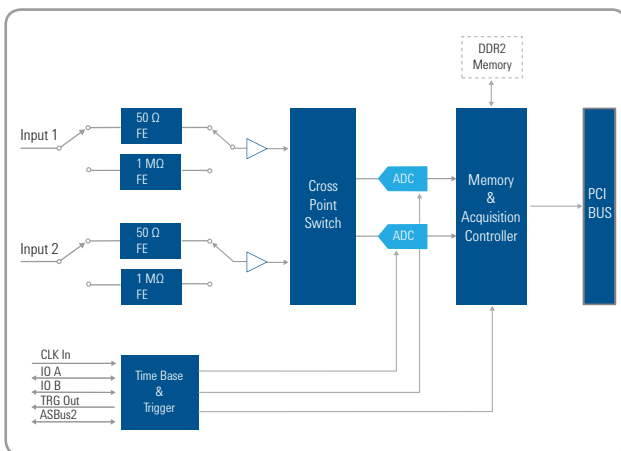 DDR2
Memory
Input 1
50 Ω
FE
1 MΩ
FE
Cross
Point
Switch
ADC
ADC
Memory
&
Acquisition
Controller
PCI
BUS
Input 2
50 Ω
FE
1 MΩ
FE
CLK In
IO A
IO B
TRG Out
ASBus2
Time Base
&
Trigger